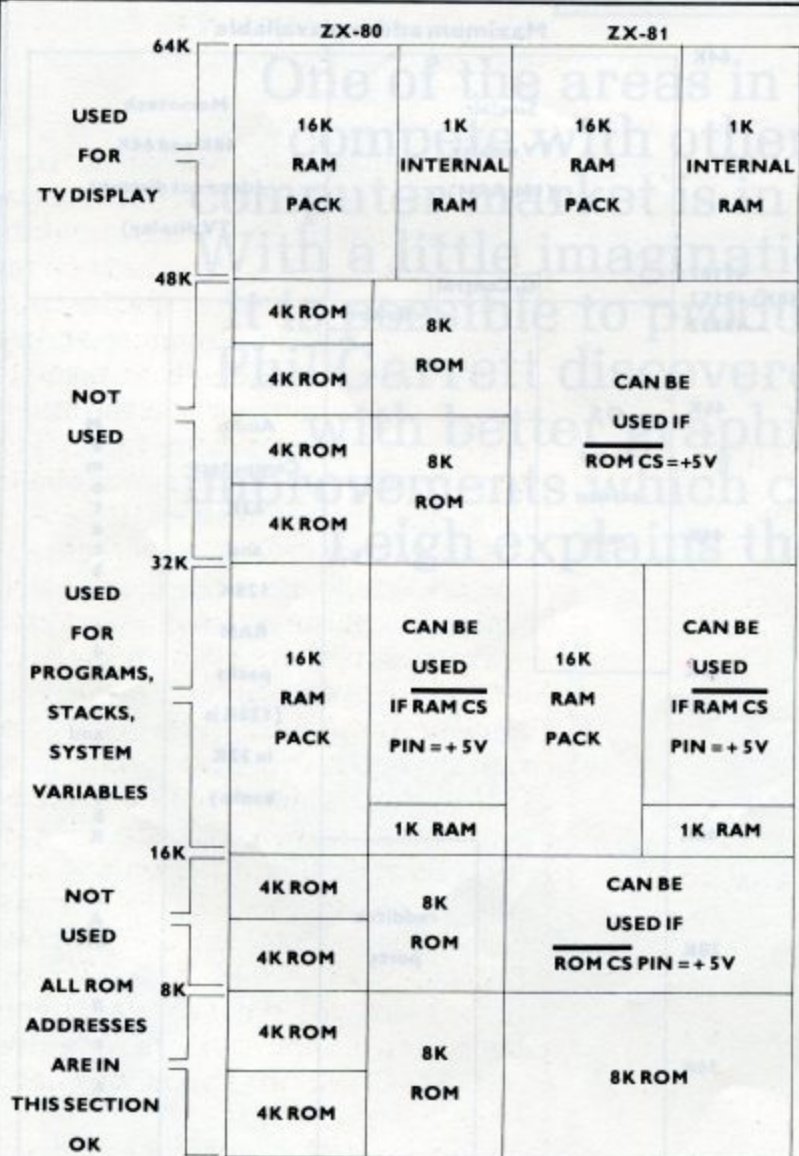 ZX-80
ZX-81
64K
USED
FOR
TV DISPLAY
16K
RAM
PACK
1K
INTERNAL
RAM
16K
RAM
PACK
1K
INTERNAL
RAM
48K
NOT
USED
4K ROM
4K ROM
4K ROM
4K ROM
8K
ROM
8K
ROM
CAN BE
USED IF
ROM CS = +5V
32K
USED
FOR
PROGRAMS,
STACKS,
SYSTEM
VARIABLES
16K
RAM
PACK
CAN BE
USED
IF RAM CS
PIN = + 5V
1K RAM
16K
RAM
PACK
CAN BE
USED
IF RAM CS
PIN = + 5V
1K RAM
16K
NOT
USED
4K ROM
4K ROM
8K
ROM
CAN BE
USED IF
ROM CS PIN = + 5V
8K
ALL ROM
ADDRESSES
ARE IN
THIS SECTION
OK
4K ROM
4K ROM
8K
ROM
8K ROM
One of the areas in
compete with other
computer market is in
With a little
it is possible to
Phil Garrett
with better
improvements which
Leigh explains